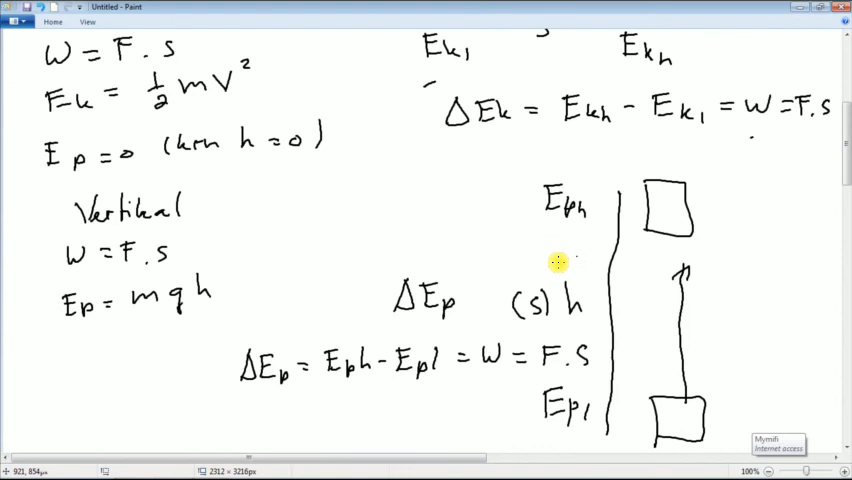 Untitled - Paint
Home View
W = F . s
Ek = 1/2 m V²
Ep = 0 (krn h = 0)
Vertikal
W = F . s
Ep = m g h
Ek1 s Ekh
ΔEk = Ekh - Ek1 = W = F.s
Eph
ΔEp (s) h
ΔEp = Eph - Ep1 = W = F.s
Ep1
Mymifi
Internet access
921, 854px
2312 × 3216px
100%